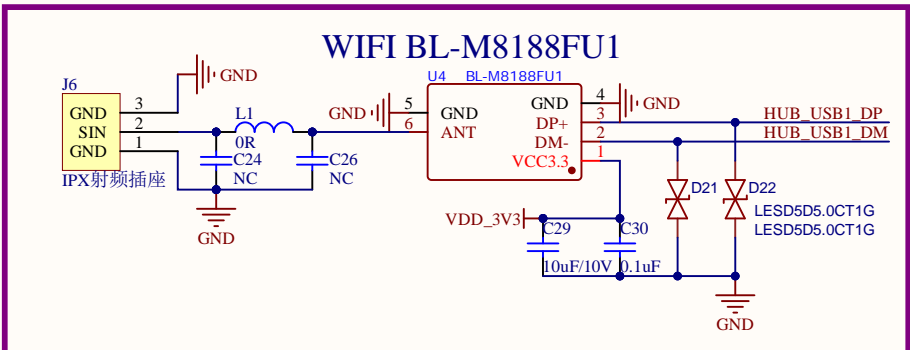 WIFI BL-M8188FU1
U4 BL-M8188FU1
J6
GND
3
GND
SIN
2
GND
1
IPX射频插座
L1
0R
C24
NC
C26
NC
GND
GND
5
GND
6
ANT
GND
4
GND
DP+
3
HUB_USB1_DP
DM-
2
HUB_USB1_DM
VCC3.3
1
D21
D22
LESD5D5.0CT1G
LESD5D5.0CT1G
VDD_3V3
C29
10uF/10V
C30
0.1uF
GND